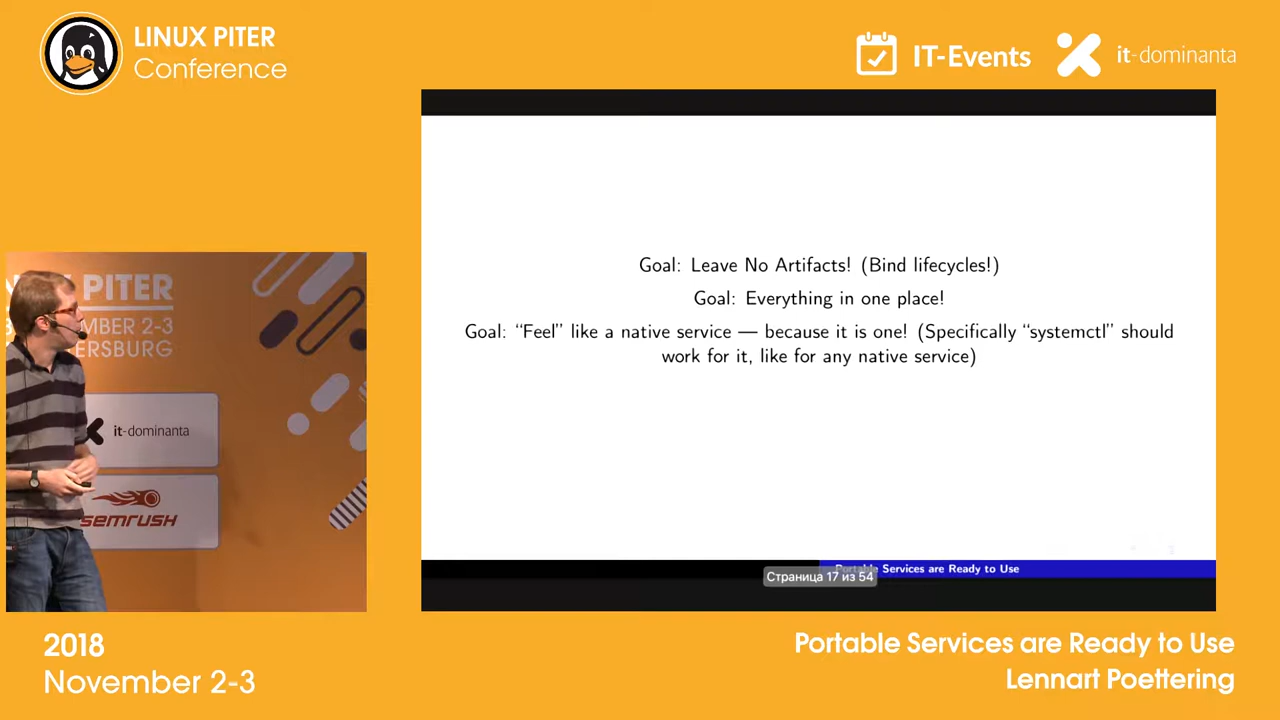 LINUX PITER
Conference
IT-Events
it-dominanta
PITER
MBER 2-3
ERSBURG
it-dominanta
semrush
Goal: Leave No Artifacts! (Bind lifecycles!)
Goal: Everything in one place!
Goal: “Feel” like a native service — because it is one! (Specifically “systemctl” should
work for it, like for any native service)
Portable Services are Ready to Use
Страница 17 из 54
2018
November 2-3
Portable Services are Ready to Use
Lennart Poettering